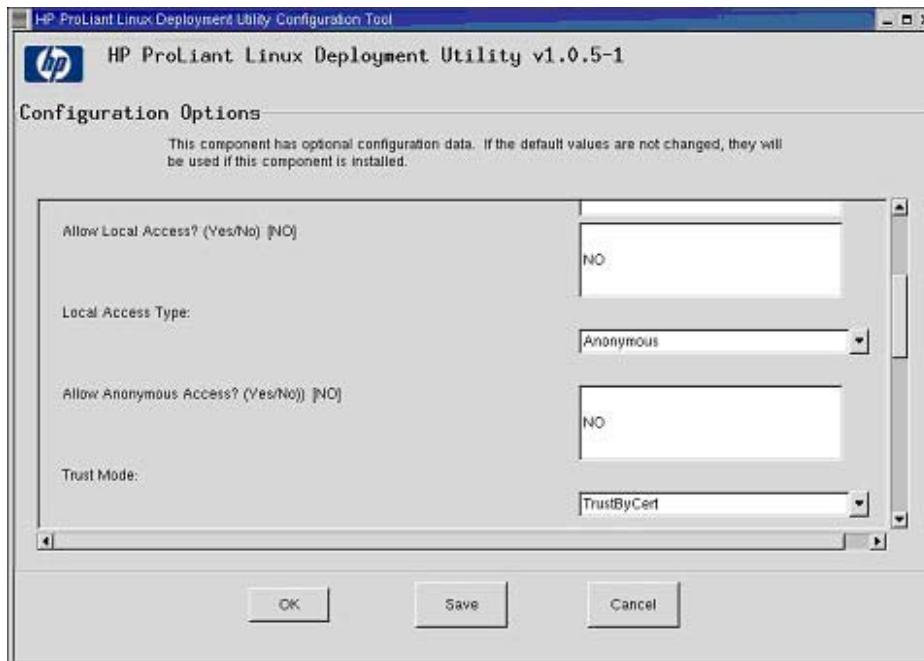 HP ProLiant Linux Deployment Utility Configuration Tool
hp
HP ProLiant Linux Deployment Utility v1.0.5-1
Configuration Options
This component has optional configuration data. If the default values are not changed, they will
be used if this component is installed.
Allow Local Access? (Yes/No) [NO]
NO
Local Access Type:
Anonymous
Allow Anonymous Access? (Yes/No)) [NO]
NO
Trust Mode:
TrustByCert
OK
Save
Cancel